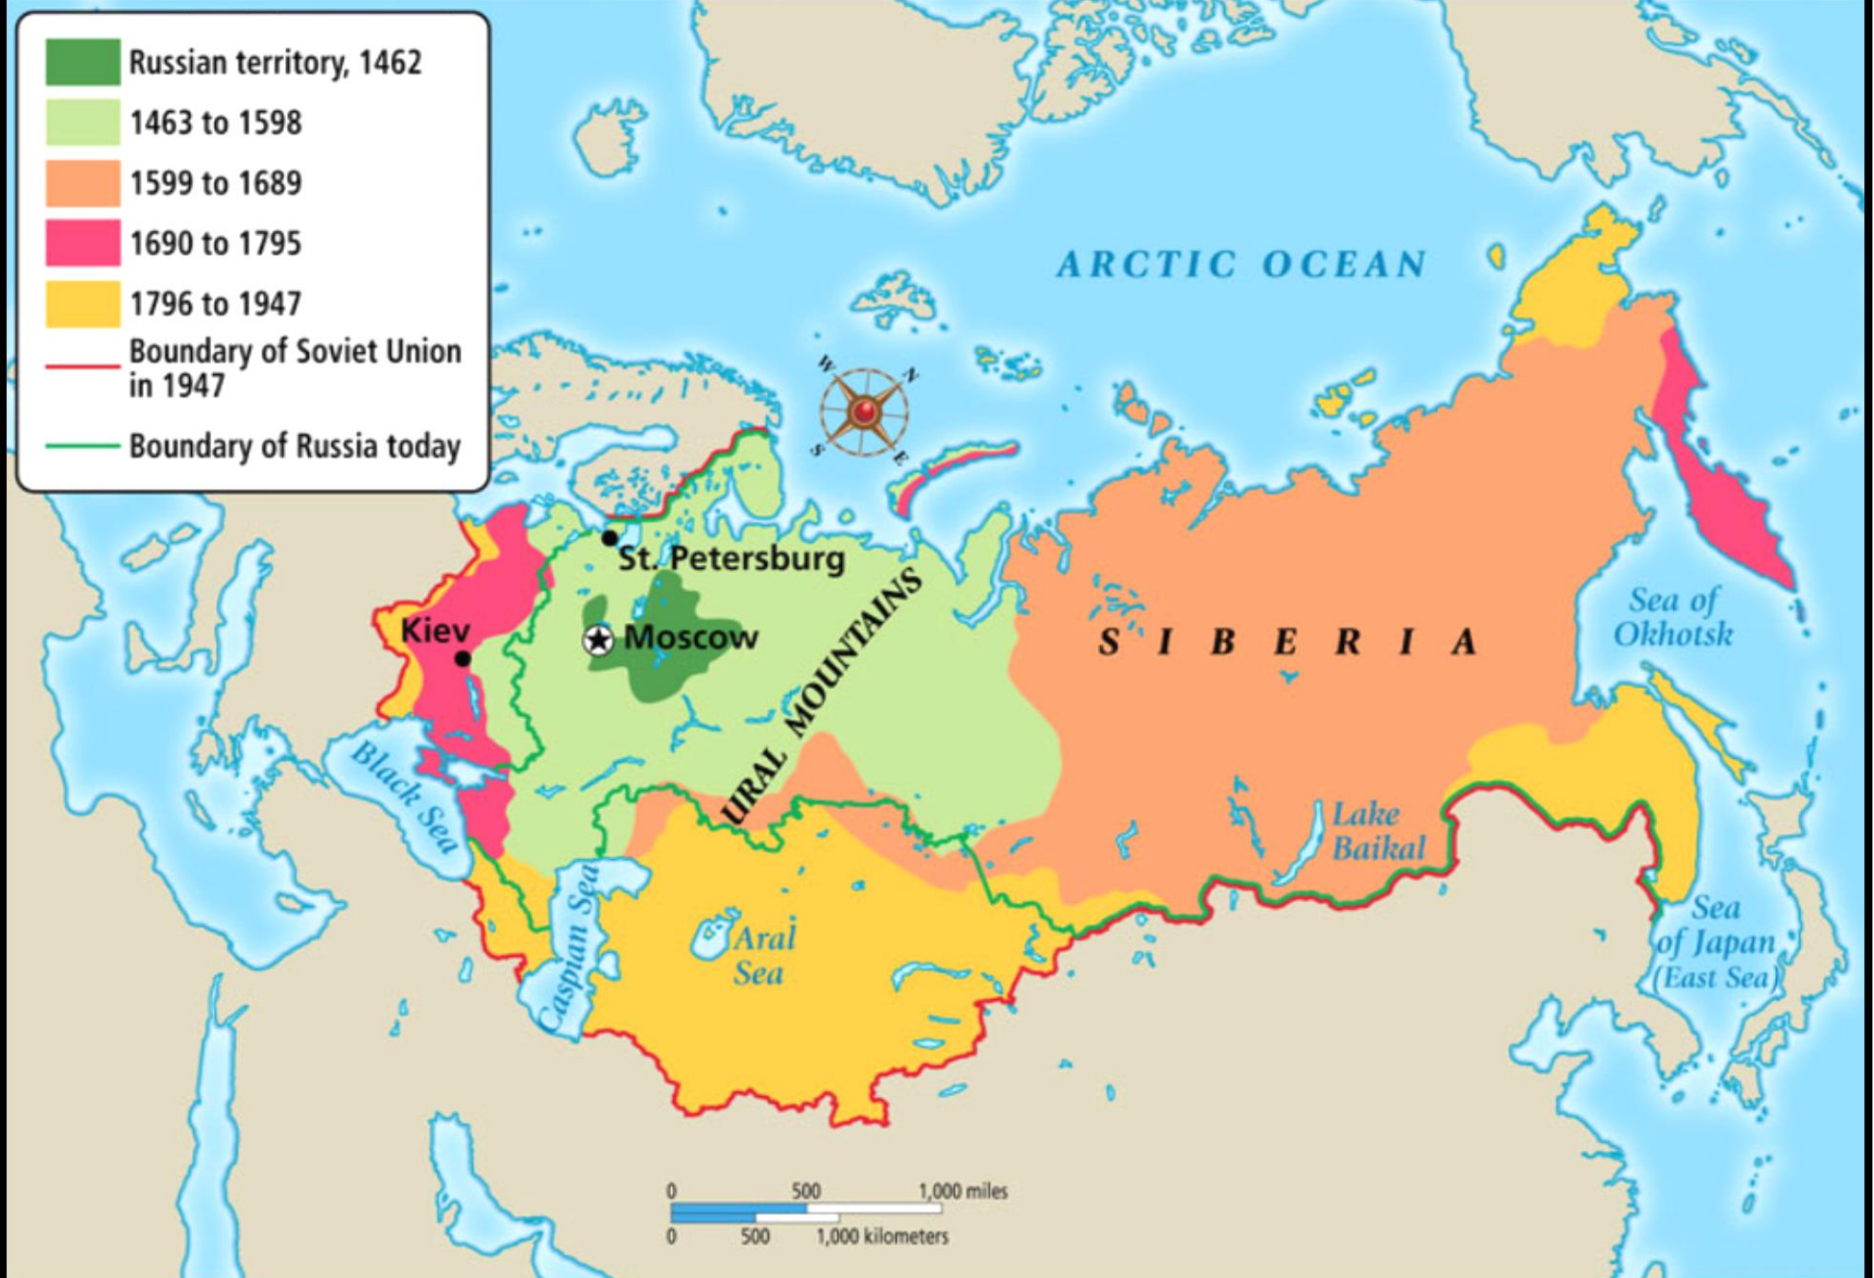 Russian territory, 1462
1463 to 1598
1599 to 1689
1690 to 1795
1796 to 1947
Boundary of Soviet Union
in 1947
Boundary of Russia today
ARCTIC OCEAN
W
N
S
E
St. Petersburg
Kiev
Moscow
URAL MOUNTAINS
SIBERIA
Sea of
Okhotsk
Black Sea
Lake
Baikal
Caspian Sea
Aral
Sea
Sea
of Japan
(East Sea)
0 500 1,000 miles
0 500 1,000 kilometers